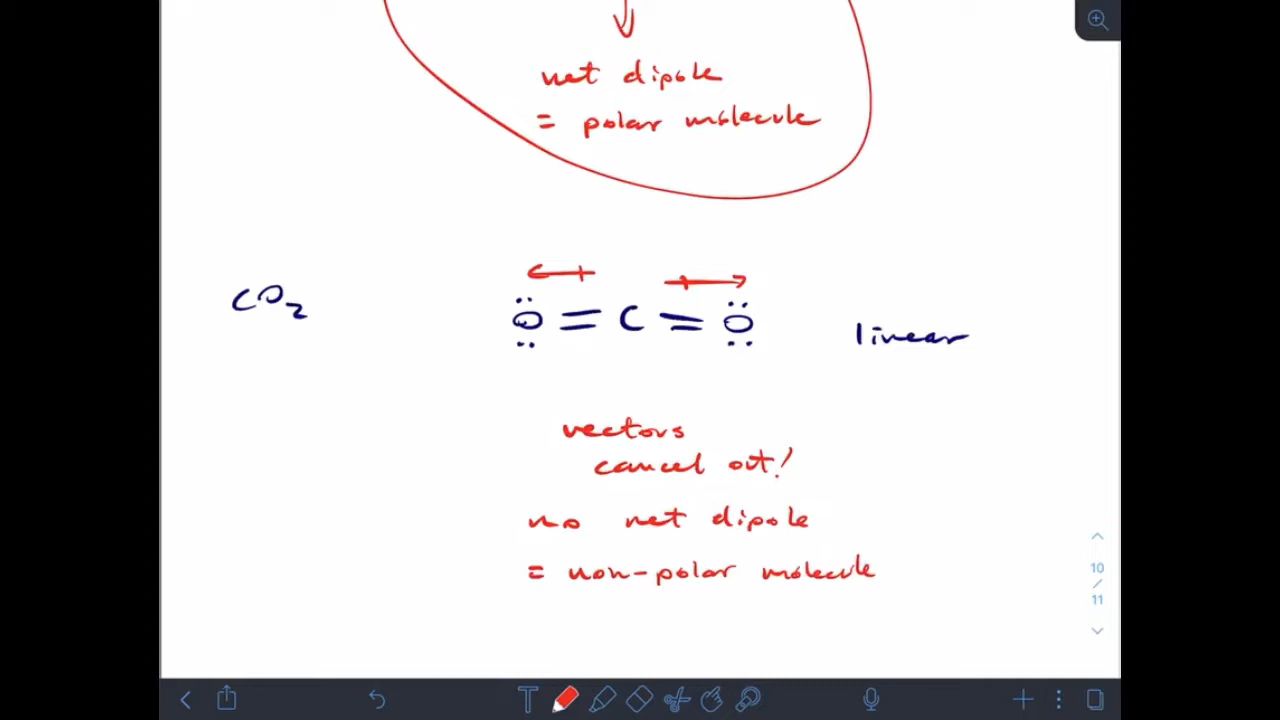 net dipole
= polar molecule
CO₂
Ö = C = Ö
linear
vectors
cancel out!
no net dipole
= non-polar molecule
10
/
11
T